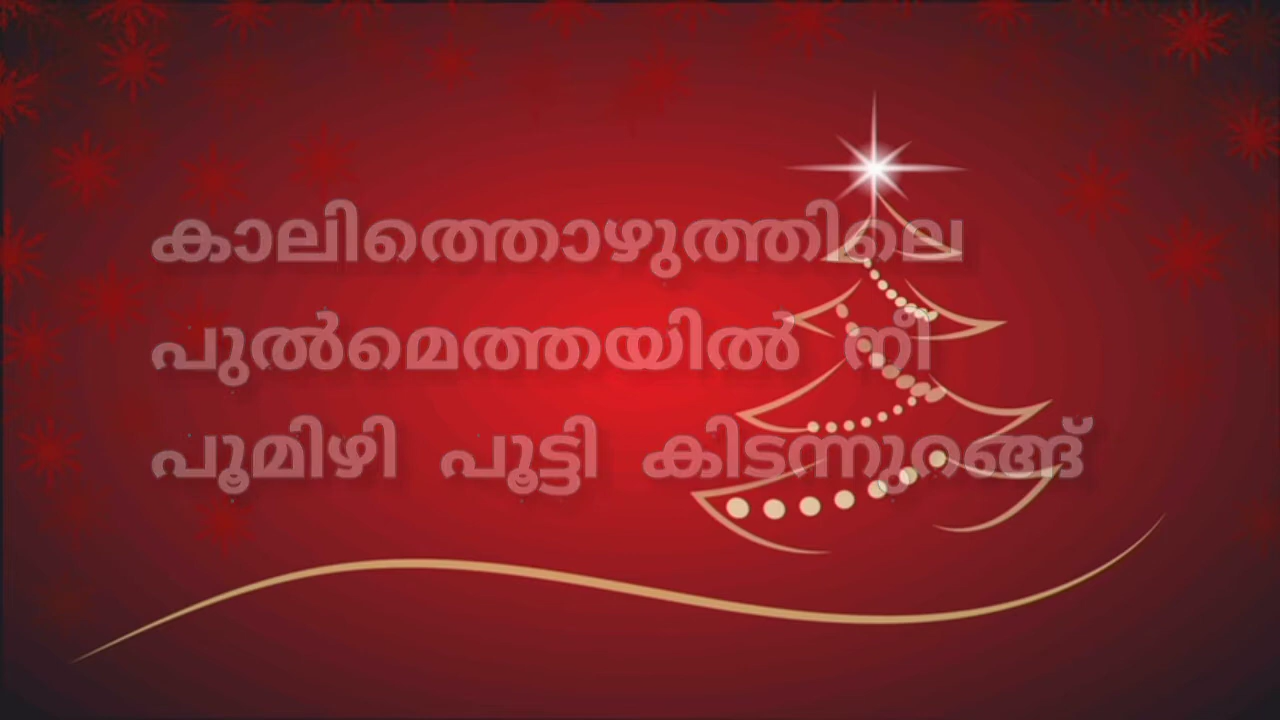 കാലിത്തൊഴുത്തിലെ
പുൽമെത്തയിൽ നീ
പൂമിഴി പൂട്ടി കിടന്നുറങ്ങ്